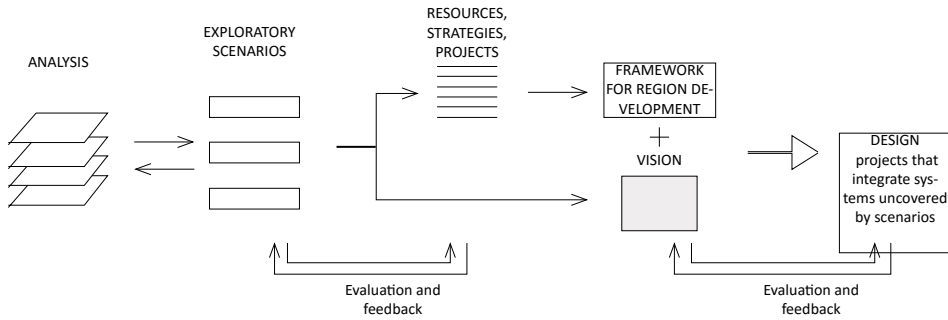 ANALYSIS
EXPLORATORY
SCENARIOS
RESOURCES,
STRATEGIES,
PROJECTS
FRAMEWORK
FOR REGION DE-
VELOPMENT
+
VISION
DESIGN
projects that
integrate sys-
tems uncovered
by scenarios
Evaluation and
feedback
Evaluation and
feedback